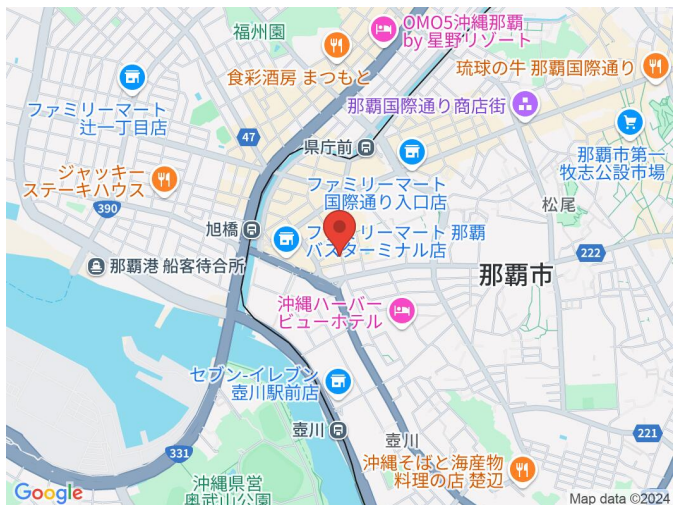 福州園
OMO5沖縄那覇
by 星野リゾート
食彩酒房 まつもと
琉球の牛 那覇国際通り
ファミリーマート
辻一丁目店
那覇国際通り商店街
47
県庁前
那覇市第一
牧志公設市場
ジャッキー
ステーキハウス
ファミリーマート
国際通り入口店
390
松尾
旭橋
ファミリーマート 那覇
バスターミナル店
222
那覇港 船客待合所
那覇市
沖縄ハーバー
ビューホテル
セブン-イレブン
壺川駅前店
壺川
壺川
221
331
沖縄そばと海産物
料理の店 楚辺
沖縄県営
奥武山公園
Google
Map data ©2024